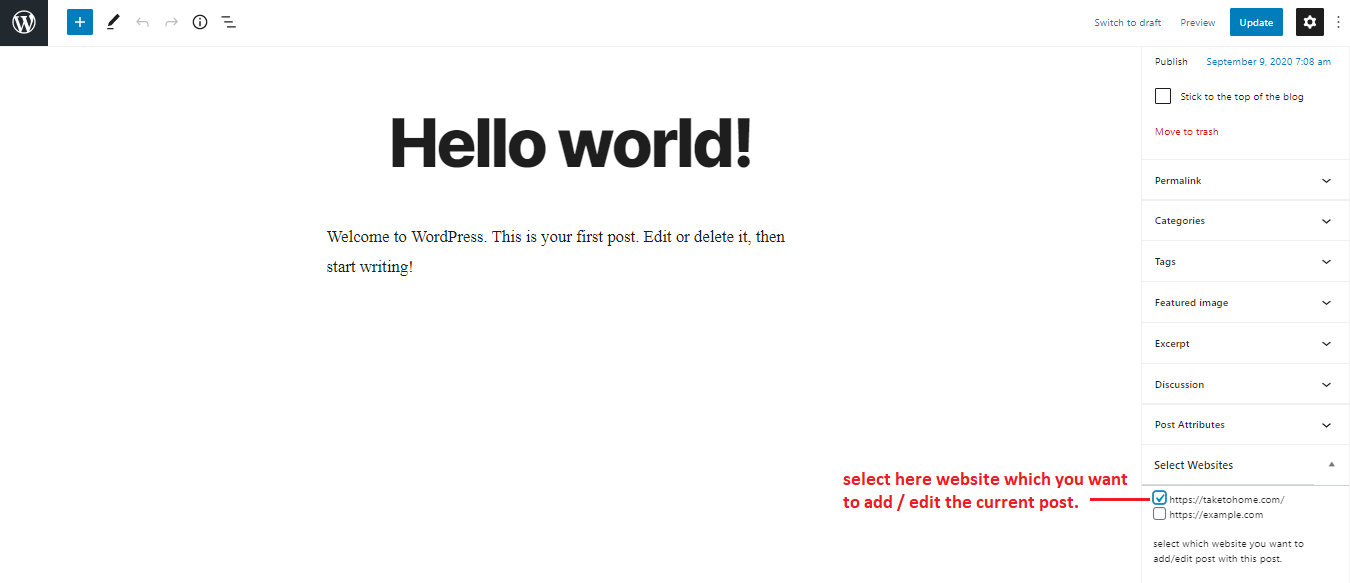 Switch to draft
Preview
Update
Publish
September 9, 2020 7:08 am
Stick to the top of the blog
Move to trash
Hello world!
Welcome to WordPress. This is your first post. Edit or delete it, then
start writing!
Permalink
Categories
Tags
Featured image
Excerpt
Discussion
Post Attributes
Select Websites
select here website which you want
to add / edit the current post.
https://taketohome.com/
https://example.com
select which website you want to
add/edit post with this post.